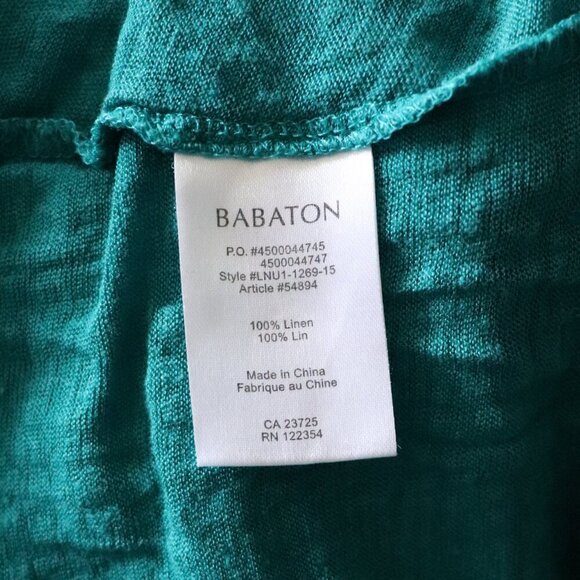 BABATON
P.O. #4500044745
4500044747
Style #LNU1-1269-15
Article #54894
100% Linen
100% Lin
Made in China
Fabrique au Chine
CA 23725
RN 122354